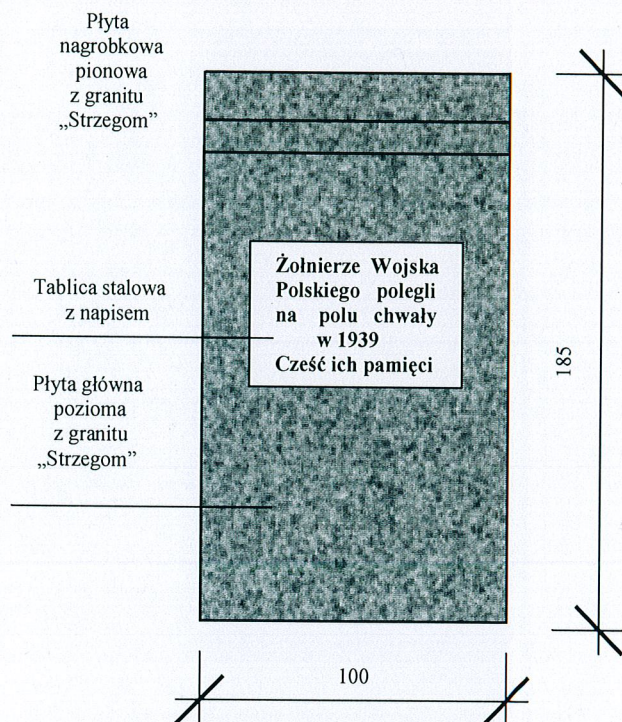 Płyta
nagrobkowa
pionowa
z granitu
„Strzegom”
Tablica stalowa
z napisem
Płyta główna
pozioma
z granitu
„Strzegom”
Żołnierze Wojska
Polskiego polegli
na polu chwały
w 1939
Cześć ich pamięci
185
100